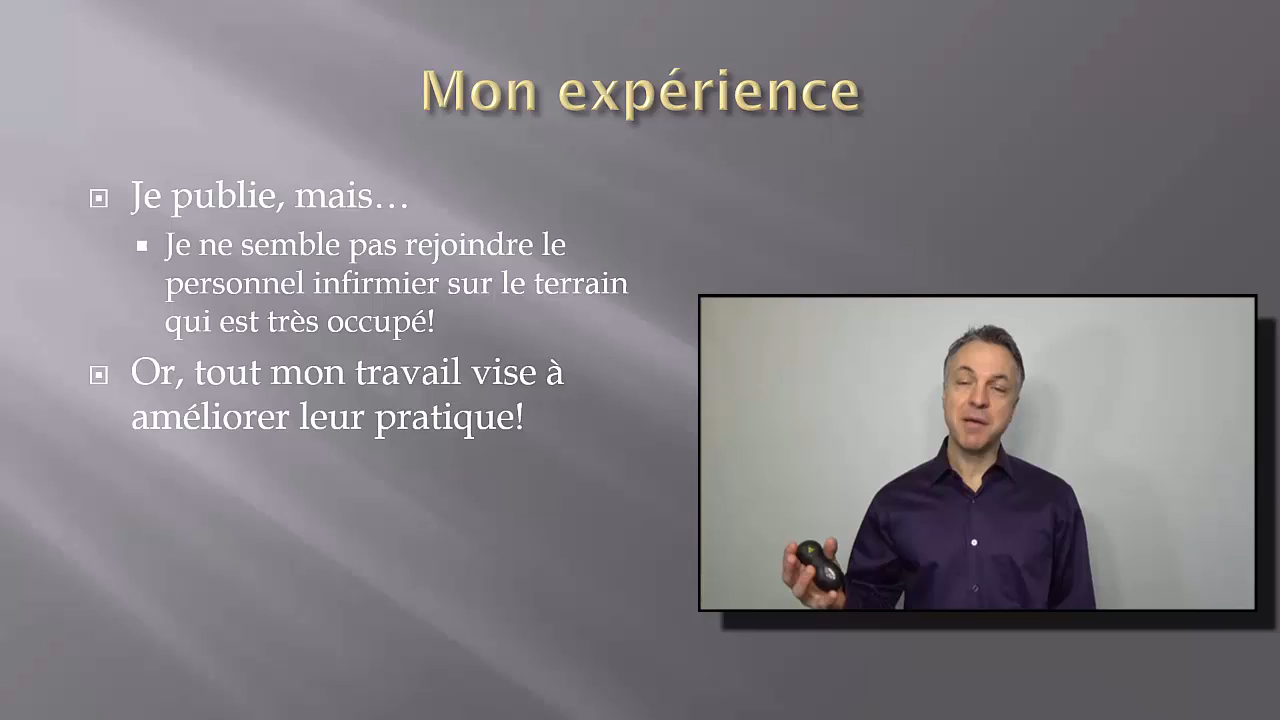 Mon expérience
Je publie, mais…
Je ne semble pas rejoindre le
personnel infirmier sur le terrain
qui est très occupé!
Or, tout mon travail vise à
améliorer leur pratique!